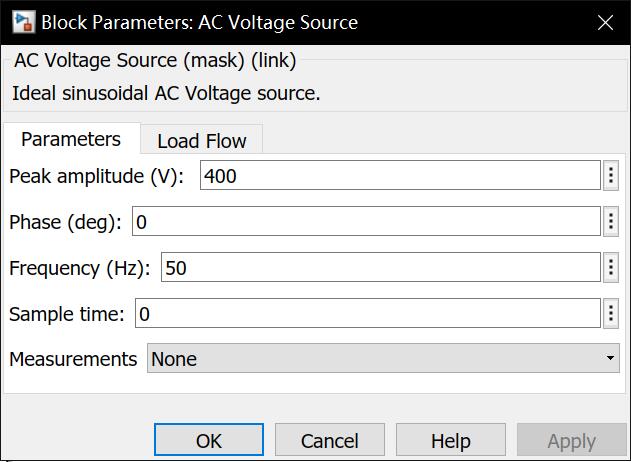 Block Parameters: AC Voltage Source
AC Voltage Source (mask) (link)
Ideal sinusoidal AC Voltage source.
Parameters Load Flow
Peak amplitude (V): 400
Phase (deg): 0
Frequency (Hz): 50
Sample time: 0
Measurements None
OK Cancel Help Apply